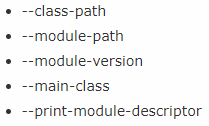 • --class-path
• --module-path
• --module-version
• --main-class
• --print-module-descriptor